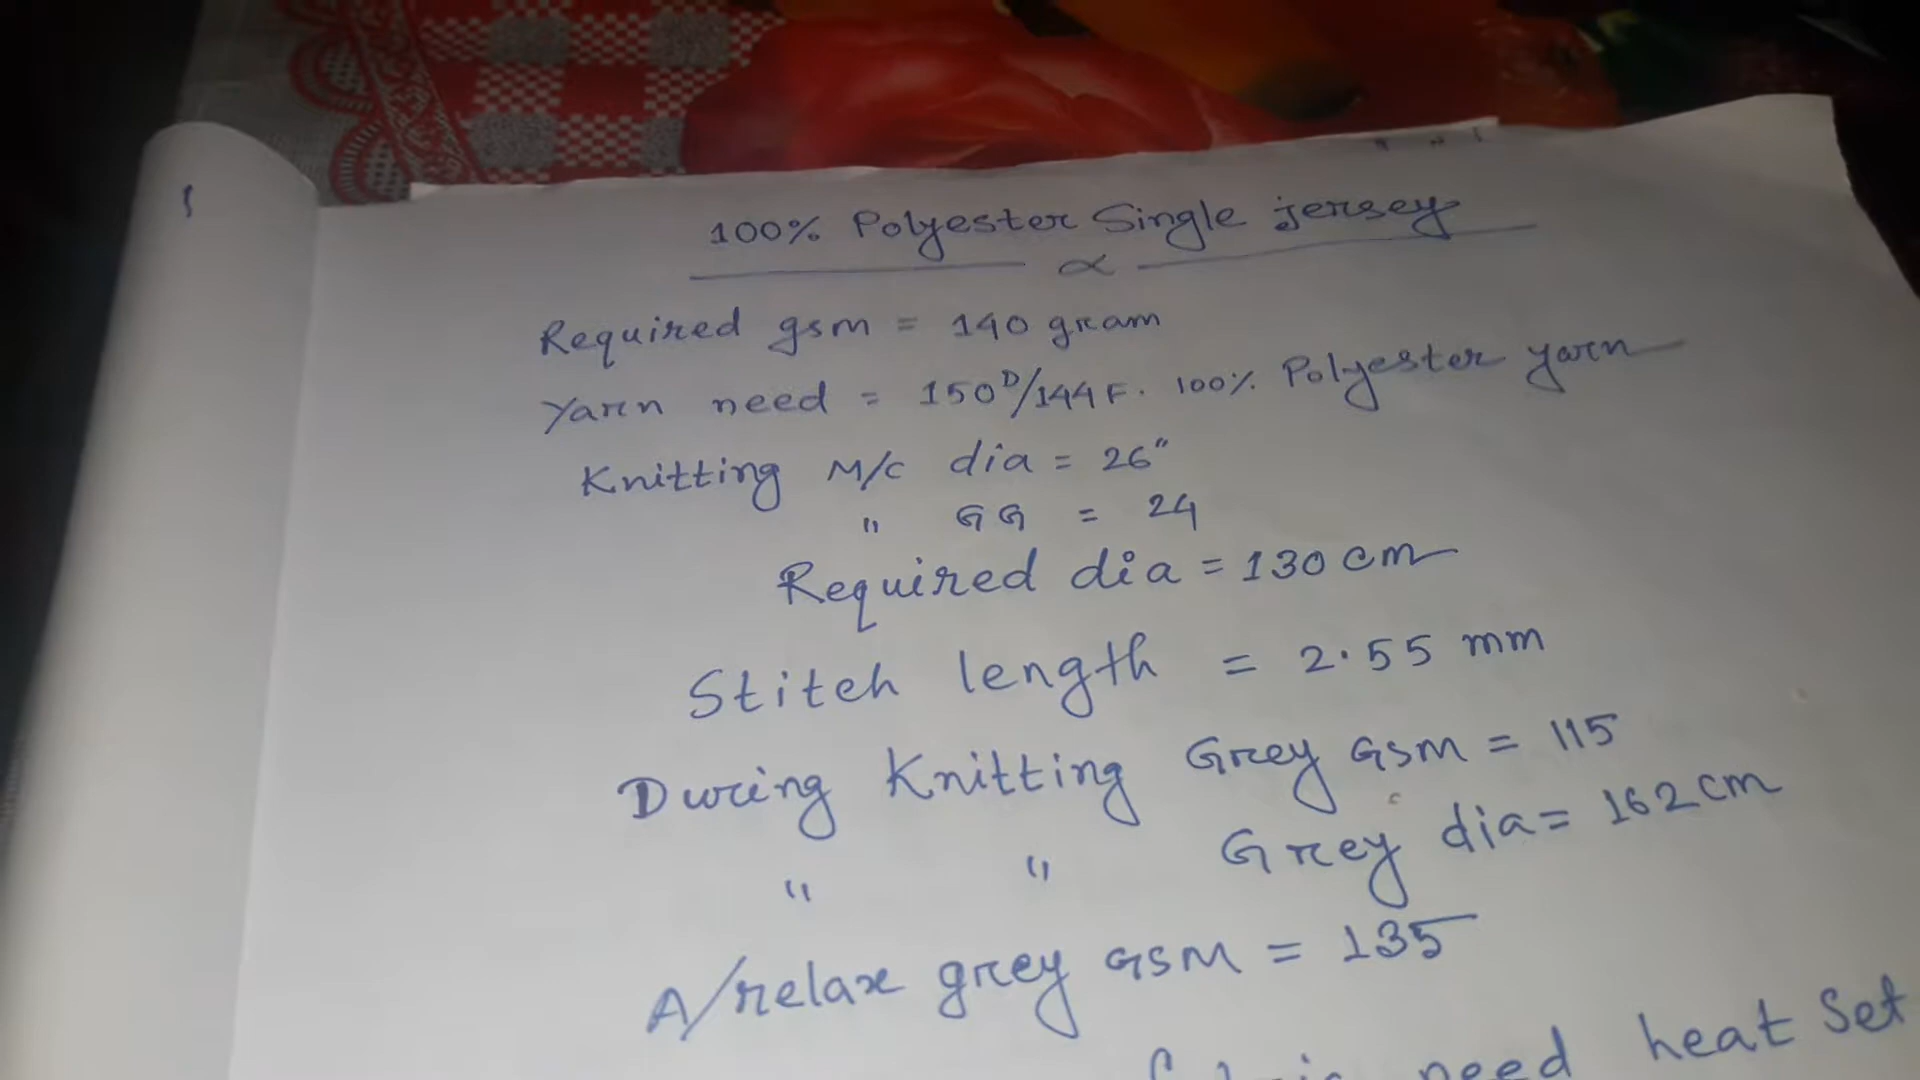 100% Polyester Single jersey
Required gsm = 140 gram
Yarn need = 150D/144F. 100% Polyester yarn
Knitting M/C dia = 26"
" GG = 24
Required dia = 130 cm
Stitch length = 2.55 mm
During Knitting Grey GSM = 115
" " Grey dia = 162 cm
A/relax grey GSM = 135
need heat Set